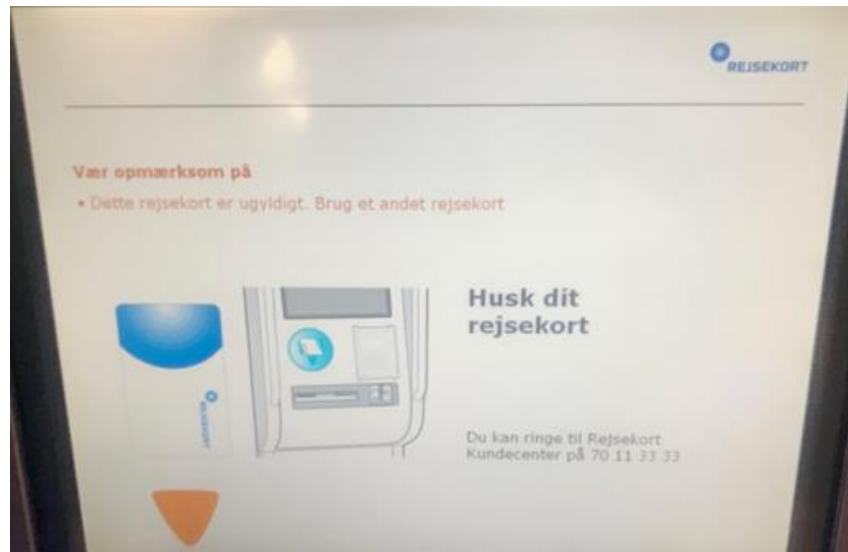 REJSEKORT
Vær opmærksom på
• Dette rejsekort er ugyldigt. Brug et andet rejsekort
Husk dit
rejsekort
REJSEKORT
Du kan ringe til Rejsekort
Kundecenter på 70 11 33 33